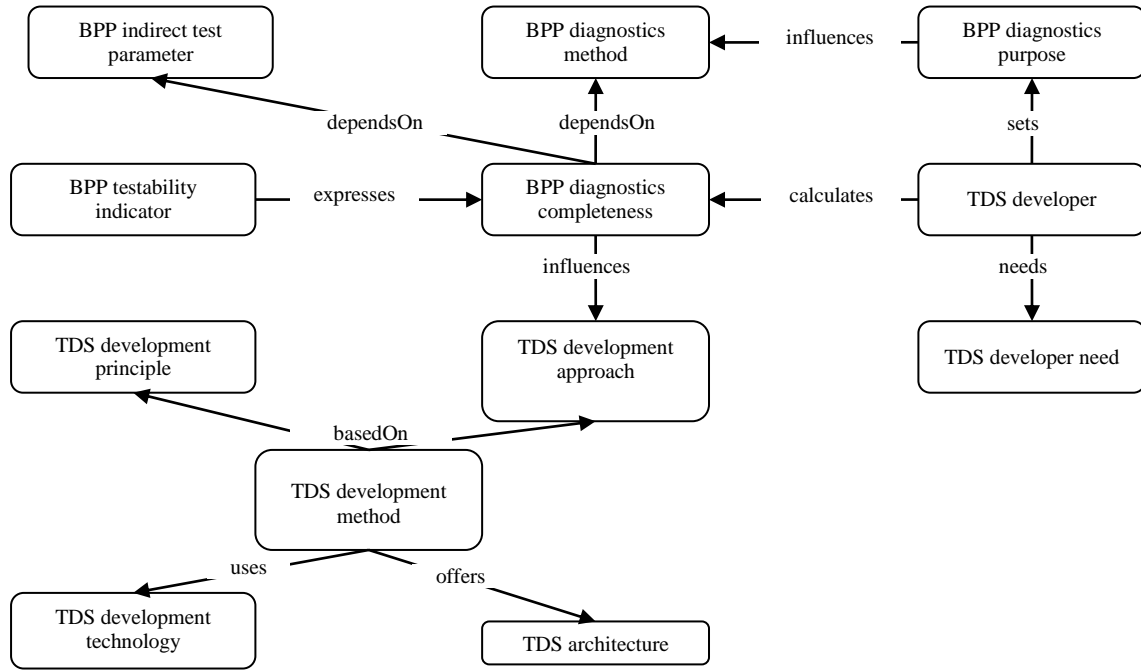 BPP indirect test
parameter
BPP diagnostics
method
influences
BPP diagnostics
purpose
dependsOn
dependsOn
sets
BPP testability
indicator
expresses
BPP diagnostics
completeness
calculates
TDS developer
influences
needs
TDS development
principle
TDS development
approach
TDS developer need
basedOn
TDS development
method
uses
offers
TDS development
technology
TDS architecture